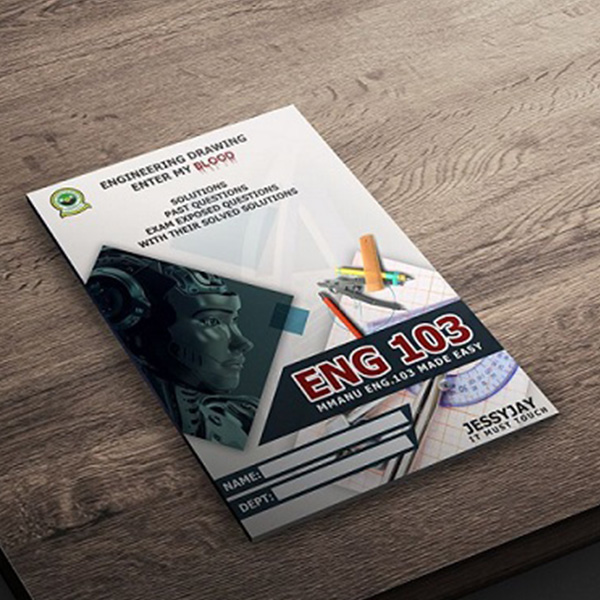 ENGINEERING DRAWING
ENTER MY BLOOD
SOLUTIONS
PAST QUESTIONS
EXAM EXPOSED QUESTIONS
WITH THEIR SOLVED SOLUTIONS
ENG 103
MMANU ENG.103 MADE EASY
JESSYJAY
IT MUST TOUCH
NAME:
DEPT: